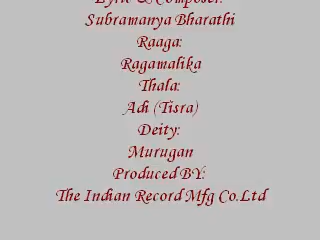 Lyric & Composer:
Subramanya Bharathi
Raaga:
Ragamalika
Thala:
Adi (Tisra)
Deity:
Murugan
Produced BY:
The Indian Record Mfg Co.Ltd